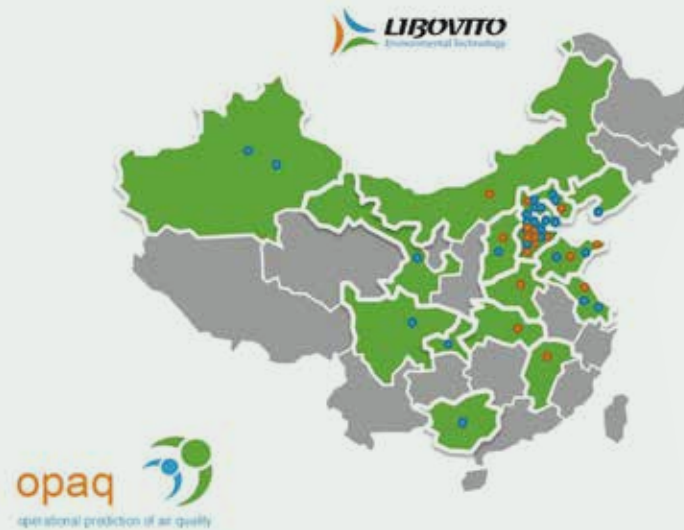 LIBOVITO
Environmental Technology
opaq
operational prediction of air quality